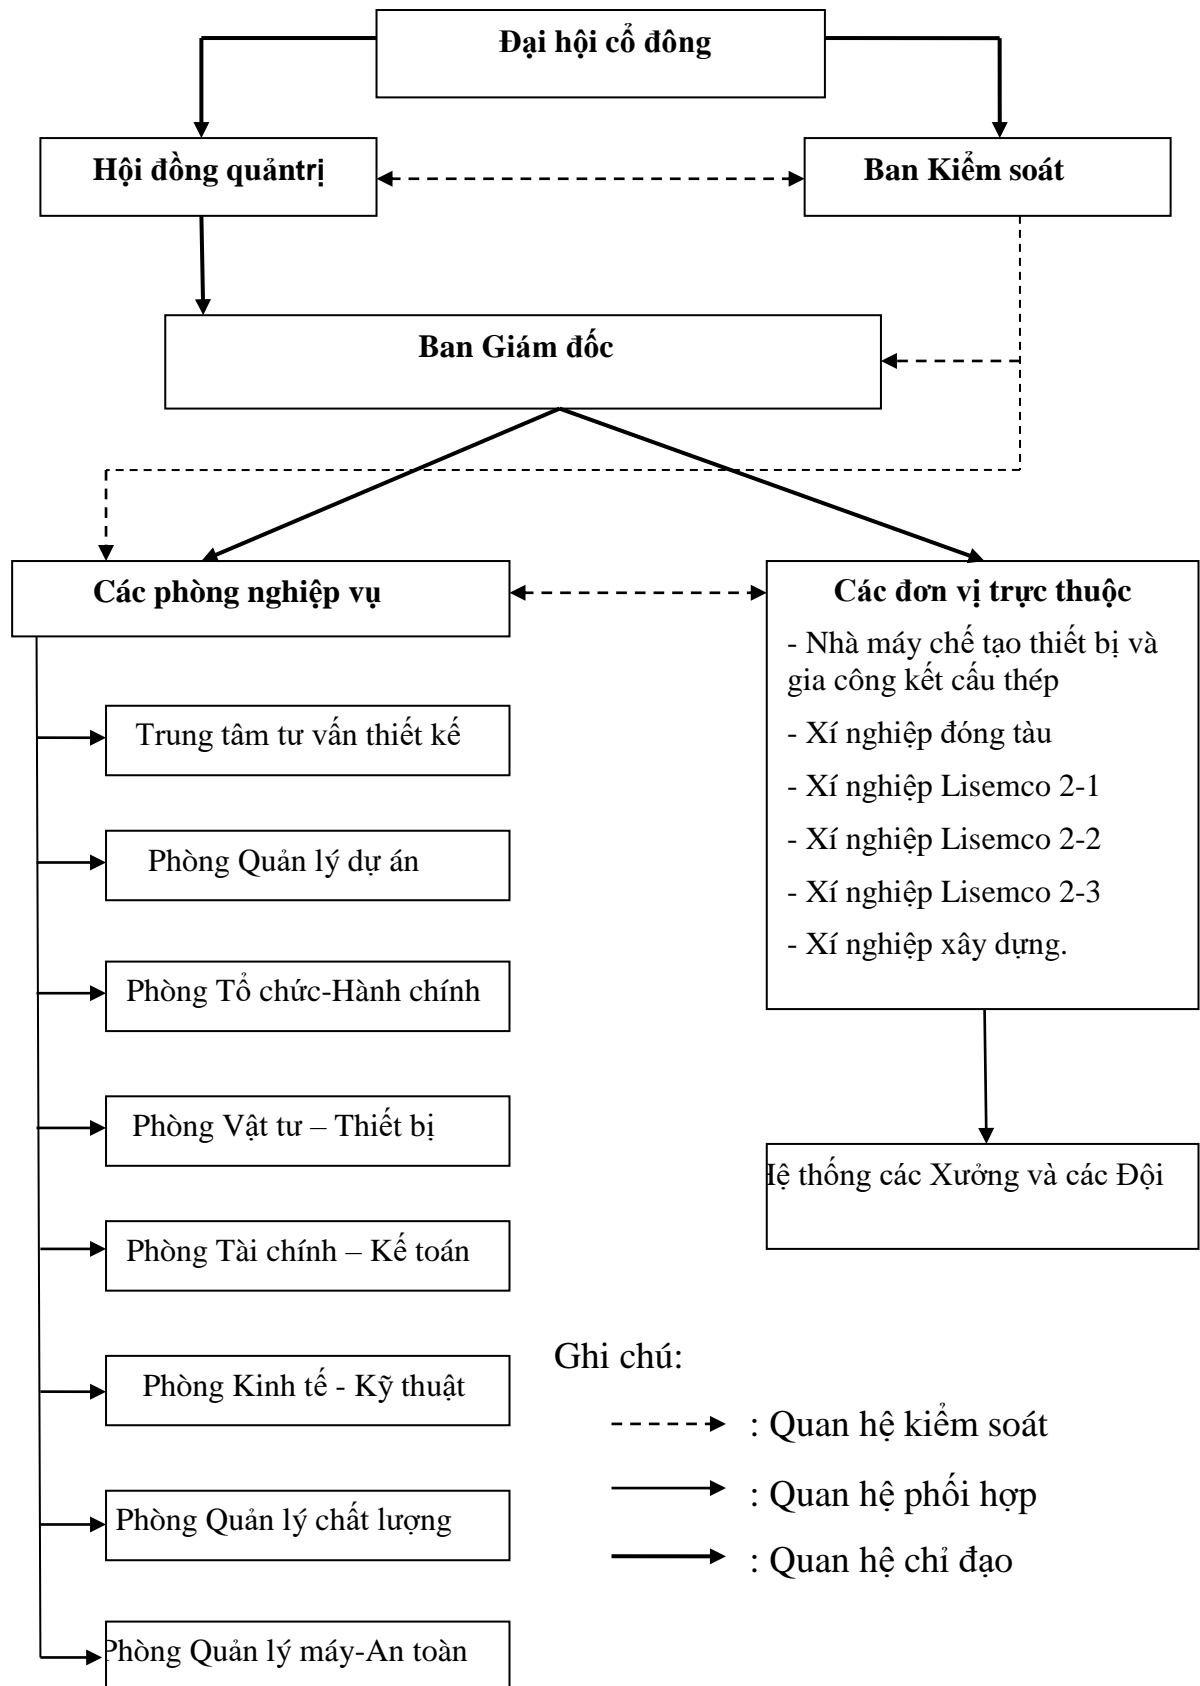 Đại hội cổ đông
Hội đồng quảntrị
Ban Kiểm soát
Ban Giám đốc
Các phòng nghiệp vụ
Các đơn vị trực thuộc
- Nhà máy chế tạo thiết bị và
gia công kết cấu thép
- Xí nghiệp đóng tàu
- Xí nghiệp Lisemco 2-1
- Xí nghiệp Lisemco 2-2
- Xí nghiệp Lisemco 2-3
- Xí nghiệp xây dựng.
Trung tâm tư vấn thiết kế
Phòng Quản lý dự án
Phòng Tổ chức-Hành chính
Phòng Vật tư – Thiết bị
Phòng Tài chính – Kế toán
Phòng Kinh tế - Kỹ thuật
Phòng Quản lý chất lượng
Phòng Quản lý máy-An toàn
Hệ thống các Xưởng và các Đội
Ghi chú:
: Quan hệ kiểm soát
: Quan hệ phối hợp
: Quan hệ chỉ đạo